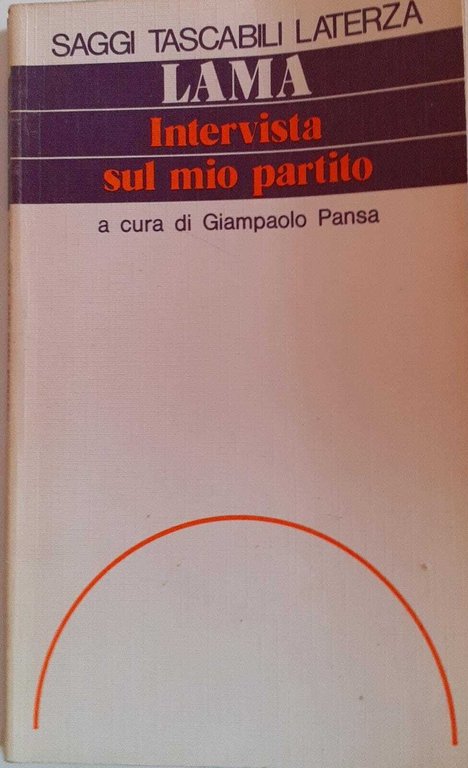 SAGGI TASCABILI LATERZA
LAMA
Intervista
sul mio partito
a cura di Giampaolo Pansa